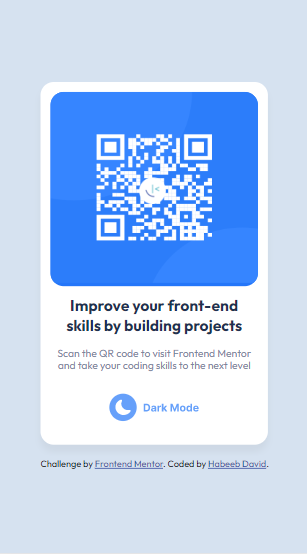 Improve your front-end
skills by building projects
Scan the QR code to visit Frontend Mentor
and take your coding skills to the next level
Dark Mode
Challenge by Frontend Mentor. Coded by Habeeb David.